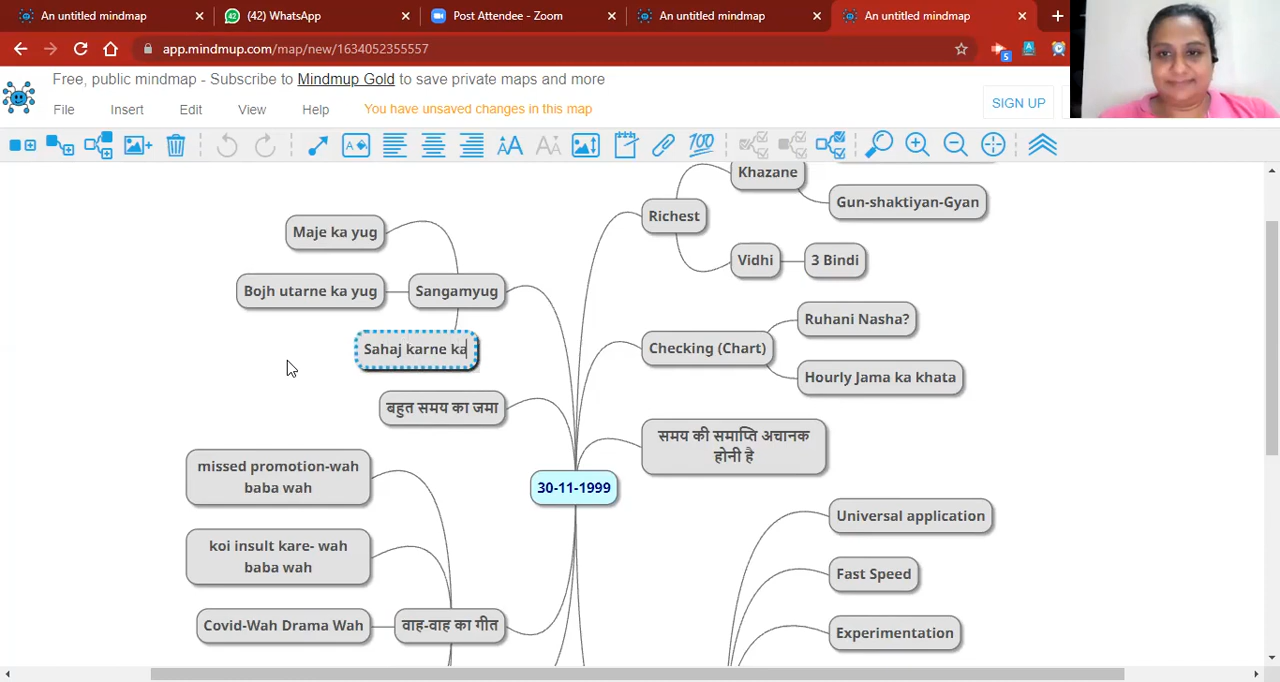 An untitled mindmap
(42) WhatsApp
Post Attendee - Zoom
An untitled mindmap
An untitled mindmap
app.mindmup.com/map/new/1634052355557
Free, public mindmap - Subscribe to Mindmup Gold to save private maps and more
File Insert Edit View Help You have unsaved changes in this map
SIGN UP
Khazane
Gun-shaktiyan-Gyan
Richest
Vidhi
3 Bindi
Maje ka yug
Bojh utarne ka yug
Sangamyug
Sahaj karne ka
Ruhani Nasha?
Checking (Chart)
Hourly Jama ka khata
बहुत समय का जमा
समय की समाप्ति अचानक
होनी है
missed promotion-wah
baba wah
30-11-1999
koi insult kare- wah
baba wah
Covid-Wah Drama Wah
वाह-वाह का गीत
Universal application
Fast Speed
Experimentation